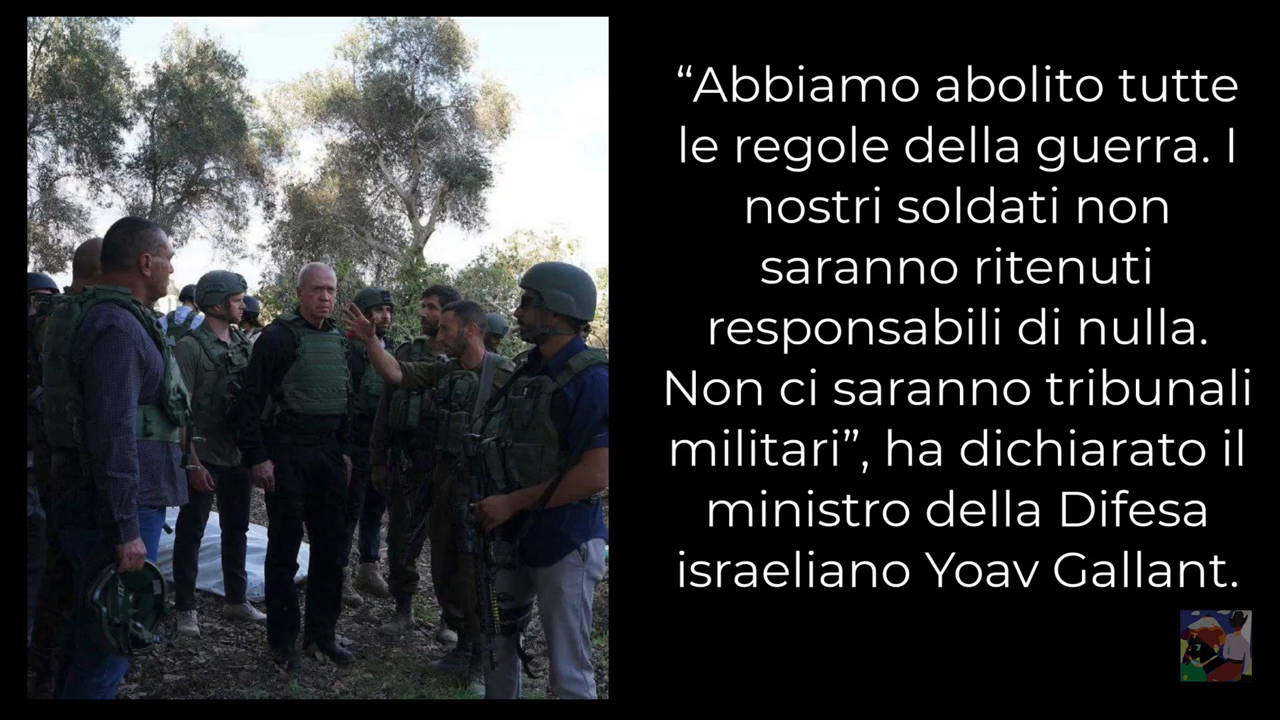 “Abbiamo abolito tutte
le regole della guerra. I
nostri soldati non
saranno ritenuti
responsabili di nulla.
Non ci saranno tribunali
militari”, ha dichiarato il
ministro della Difesa
israeliano Yoav Gallant.